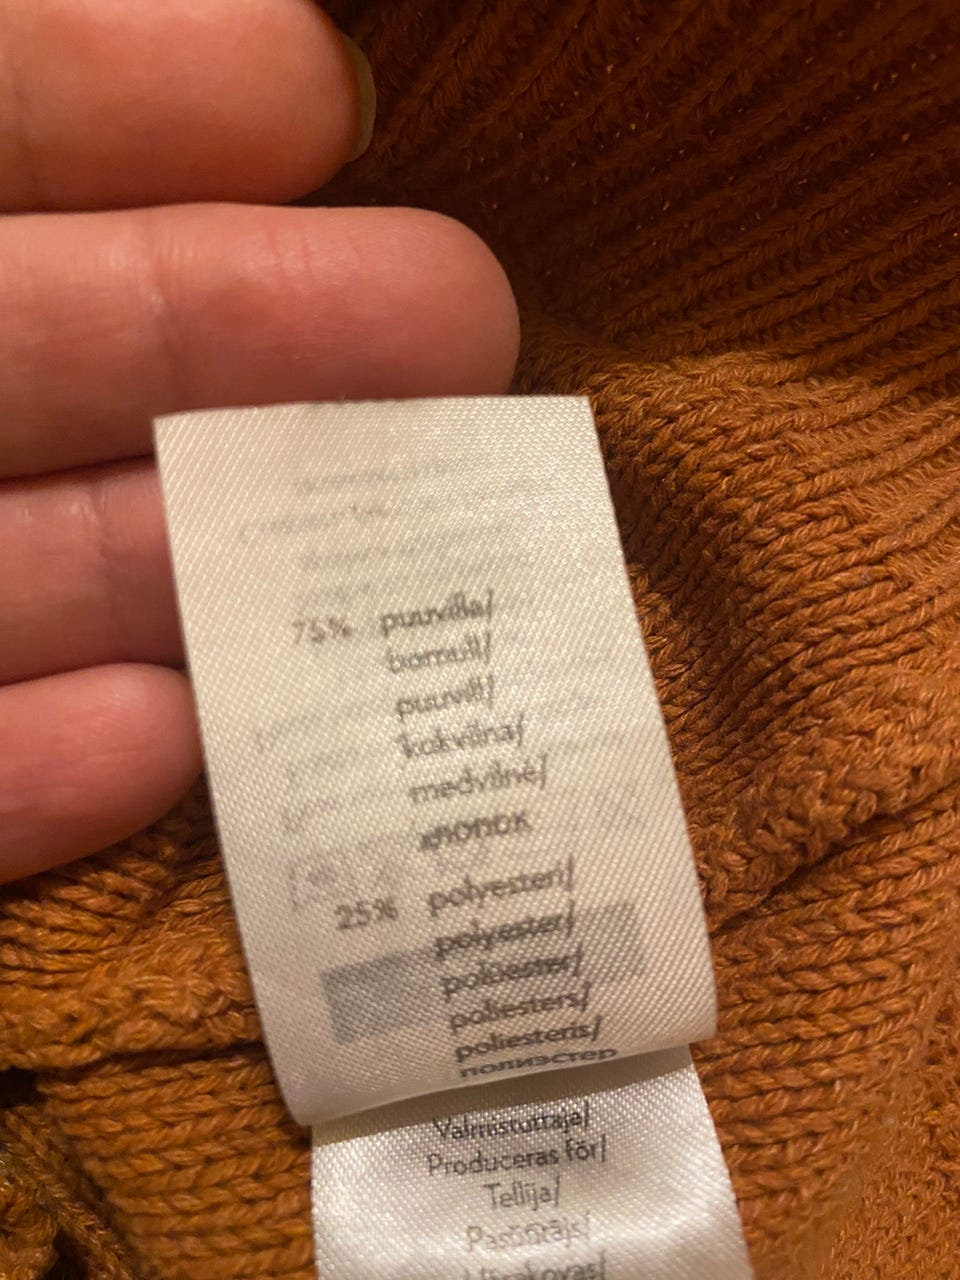 75% puuvilla/
bomull/
puuvill/
kokvilna/
medvilnė/
хлопок
25% polyesteri/
polyester/
polüester/
poliesters/
poliesteris/
полиэстер
Valmistuttaja/
Produceras för/
Tellija/
Pasūtītājs/
Užsakovas/